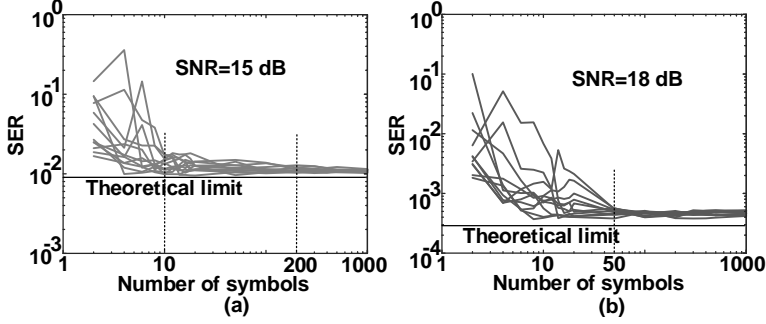 10^0
SNR=15 dB
10^-1
SER
10^-2
Theoretical limit
10^-3
1 10 200 1000
Number of symbols
(a)
10^0
SNR=18 dB
10^-1
10^-2
SER
10^-3
Theoretical limit
10^-4
1 10 50 1000
Number of symbols
(b)